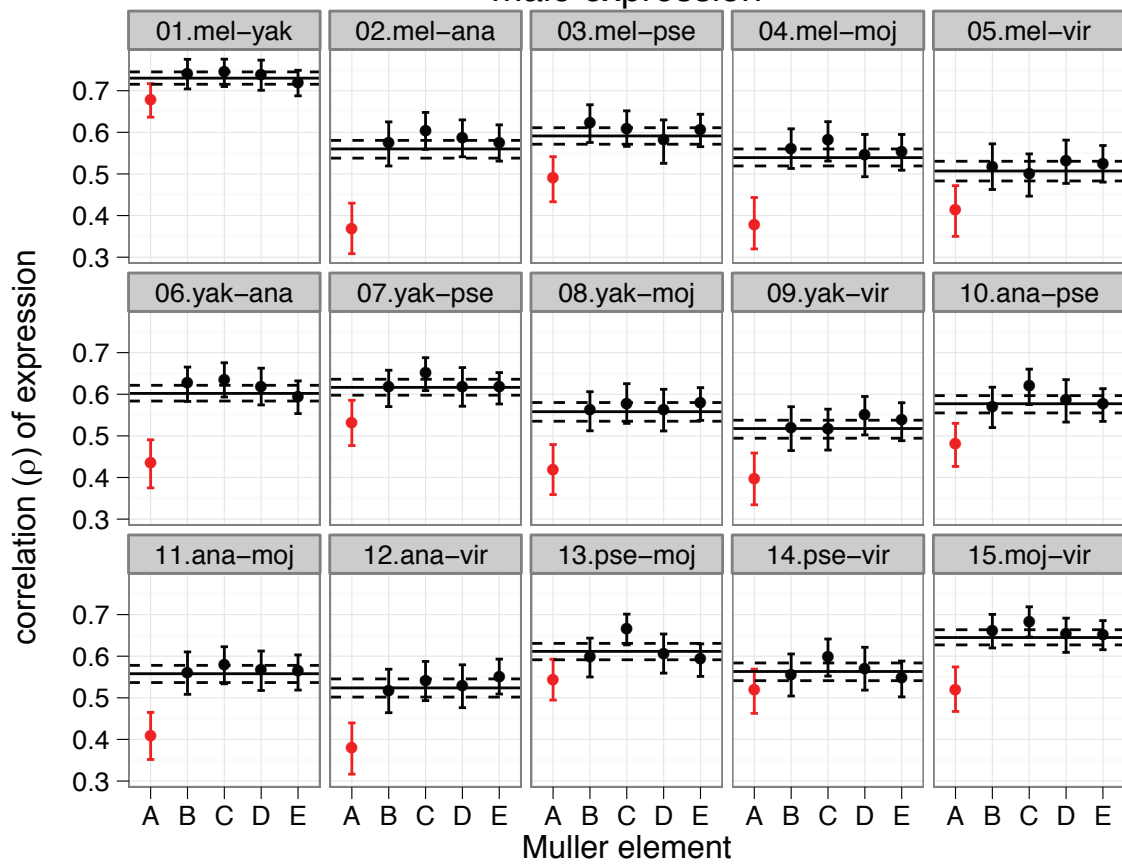 male expression
01.mel−yak 02.mel−ana 03.mel−pse 04.mel−moj 05.mel−vir
0.7
0.6
0.5
0.4
0.3
06.yak−ana 07.yak−pse 08.yak−moj 09.yak−vir 10.ana−pse
0.7
0.6
0.5
0.4
0.3
11.ana−moj 12.ana−vir 13.pse−moj 14.pse−vir 15.moj−vir
0.7
0.6
0.5
0.4
0.3
A B C D E A B C D E A B C D E A B C D E A B C D E
Muller element
correlation (ρ) of expression